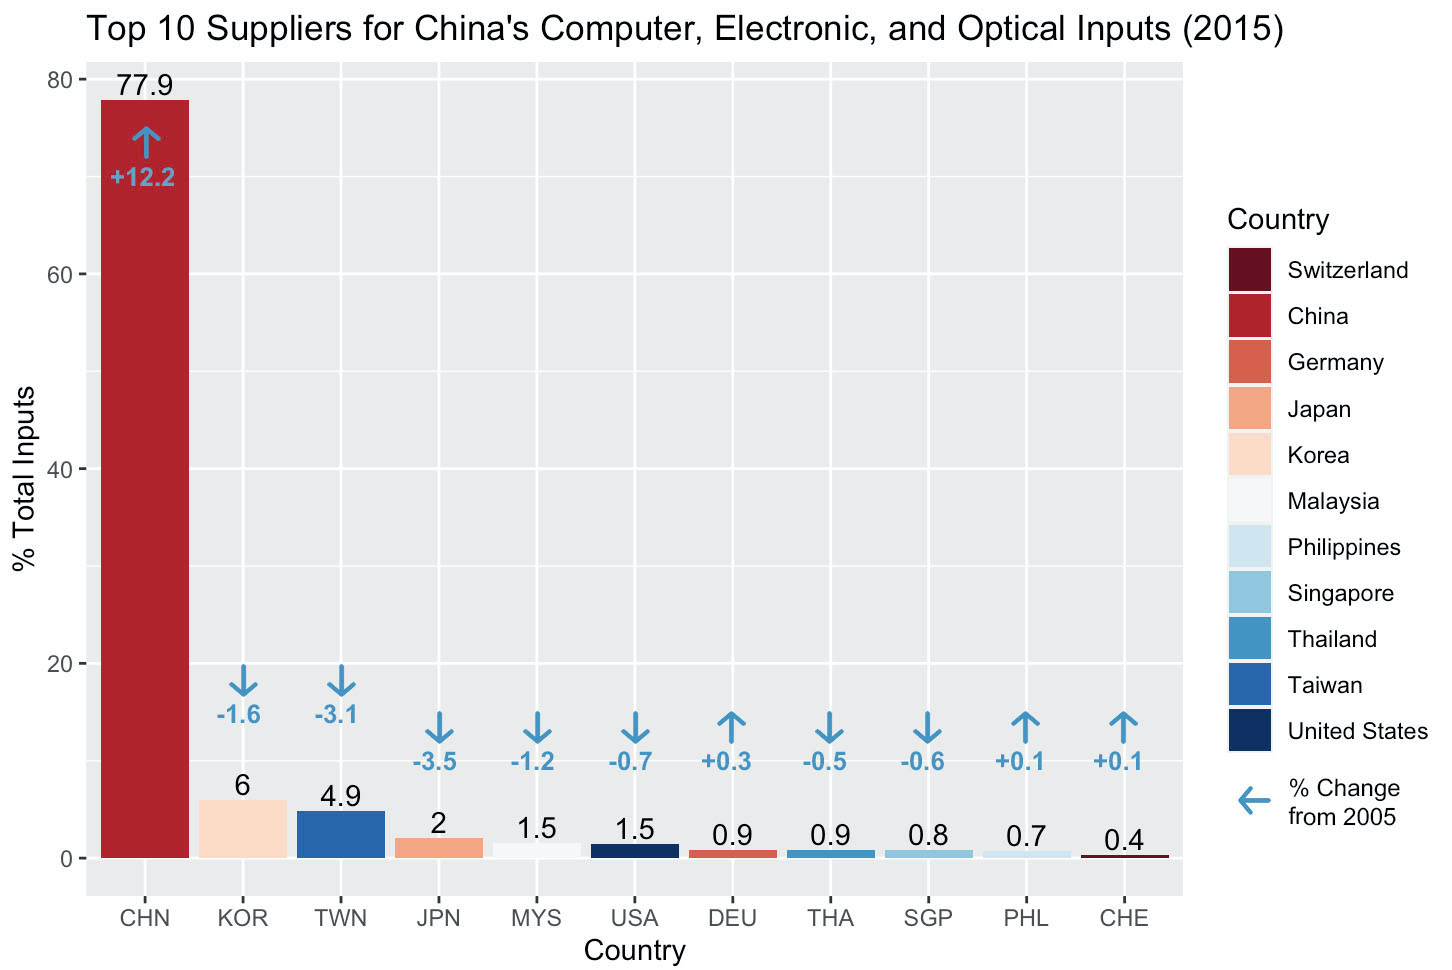 Top 10 Suppliers for China's Computer, Electronic, and Optical Inputs (2015)
% Total Inputs
80
60
40
20
0
77.9
+12.2
-1.6
-3.1
-3.5
-1.2
-0.7
+0.3
-0.5
-0.6
+0.1
+0.1
6
4.9
2
1.5
1.5
0.9
0.9
0.8
0.7
0.4
CHN KOR TWN JPN MYS USA DEU THA SGP PHL CHE
Country
Country
Switzerland
China
Germany
Japan
Korea
Malaysia
Philippines
Singapore
Thailand
Taiwan
United States
% Change
from 2005